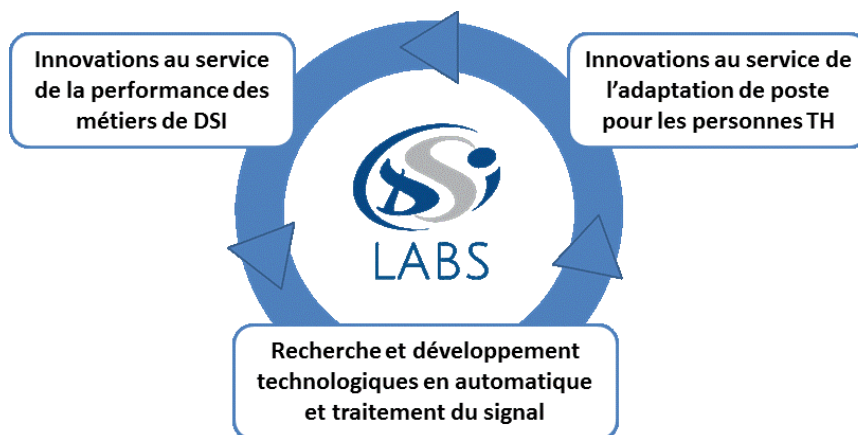 Innovations au service
de la performance des
métiers de DSI
Innovations au service de
l'adaptation de poste
pour les personnes TH
DSi
LABS
Recherche et développement
technologiques en automatique
et traitement du signal